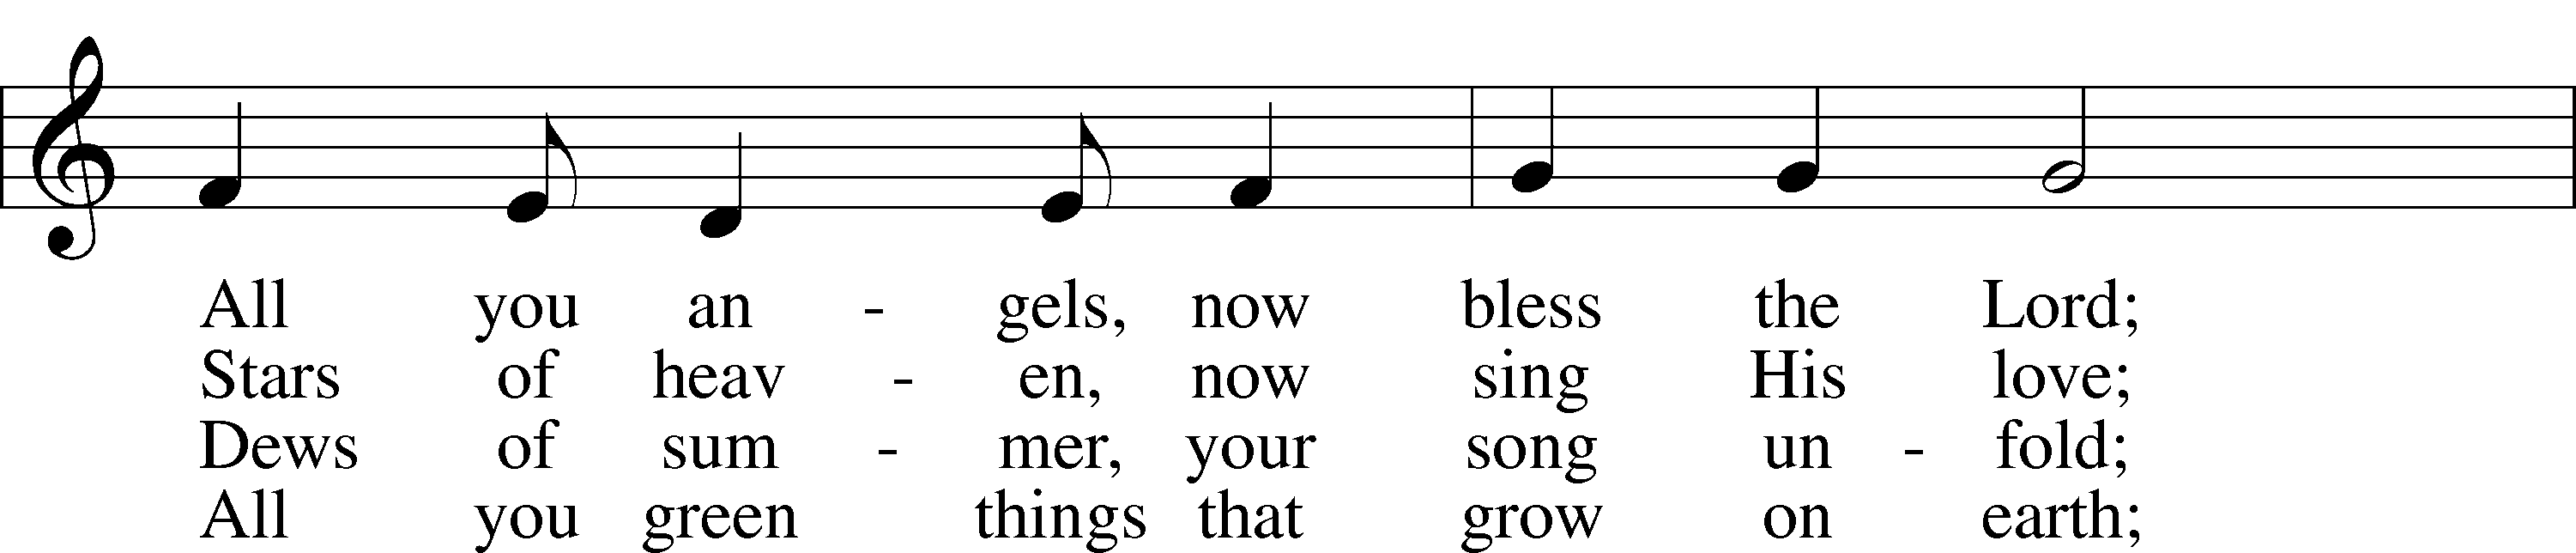 All you an - gels, now bless the Lord;
Stars of heav - en, now sing His love;
Dews of sum - mer, your song un - fold;
All you green things that grow on earth;